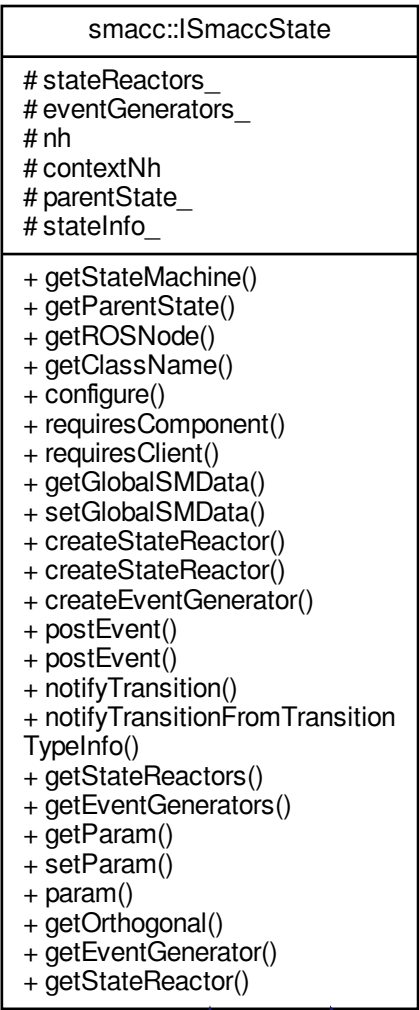 smacc::ISmaccState
# stateReactors_
# eventGenerators_
# nh
# contextNh
# parentState_
# stateInfo_
+ getStateMachine()
+ getParentState()
+ getROSNode()
+ getClassName()
+ configure()
+ requiresComponent()
+ requiresClient()
+ getGlobalSMData()
+ setGlobalSMData()
+ createStateReactor()
+ createStateReactor()
+ createEventGenerator()
+ postEvent()
+ postEvent()
+ notifyTransition()
+ notifyTransitionFromTransition
TypeInfo()
+ getStateReactors()
+ getEventGenerators()
+ getParam()
+ setParam()
+ param()
+ getOrthogonal()
+ getEventGenerator()
+ getStateReactor()